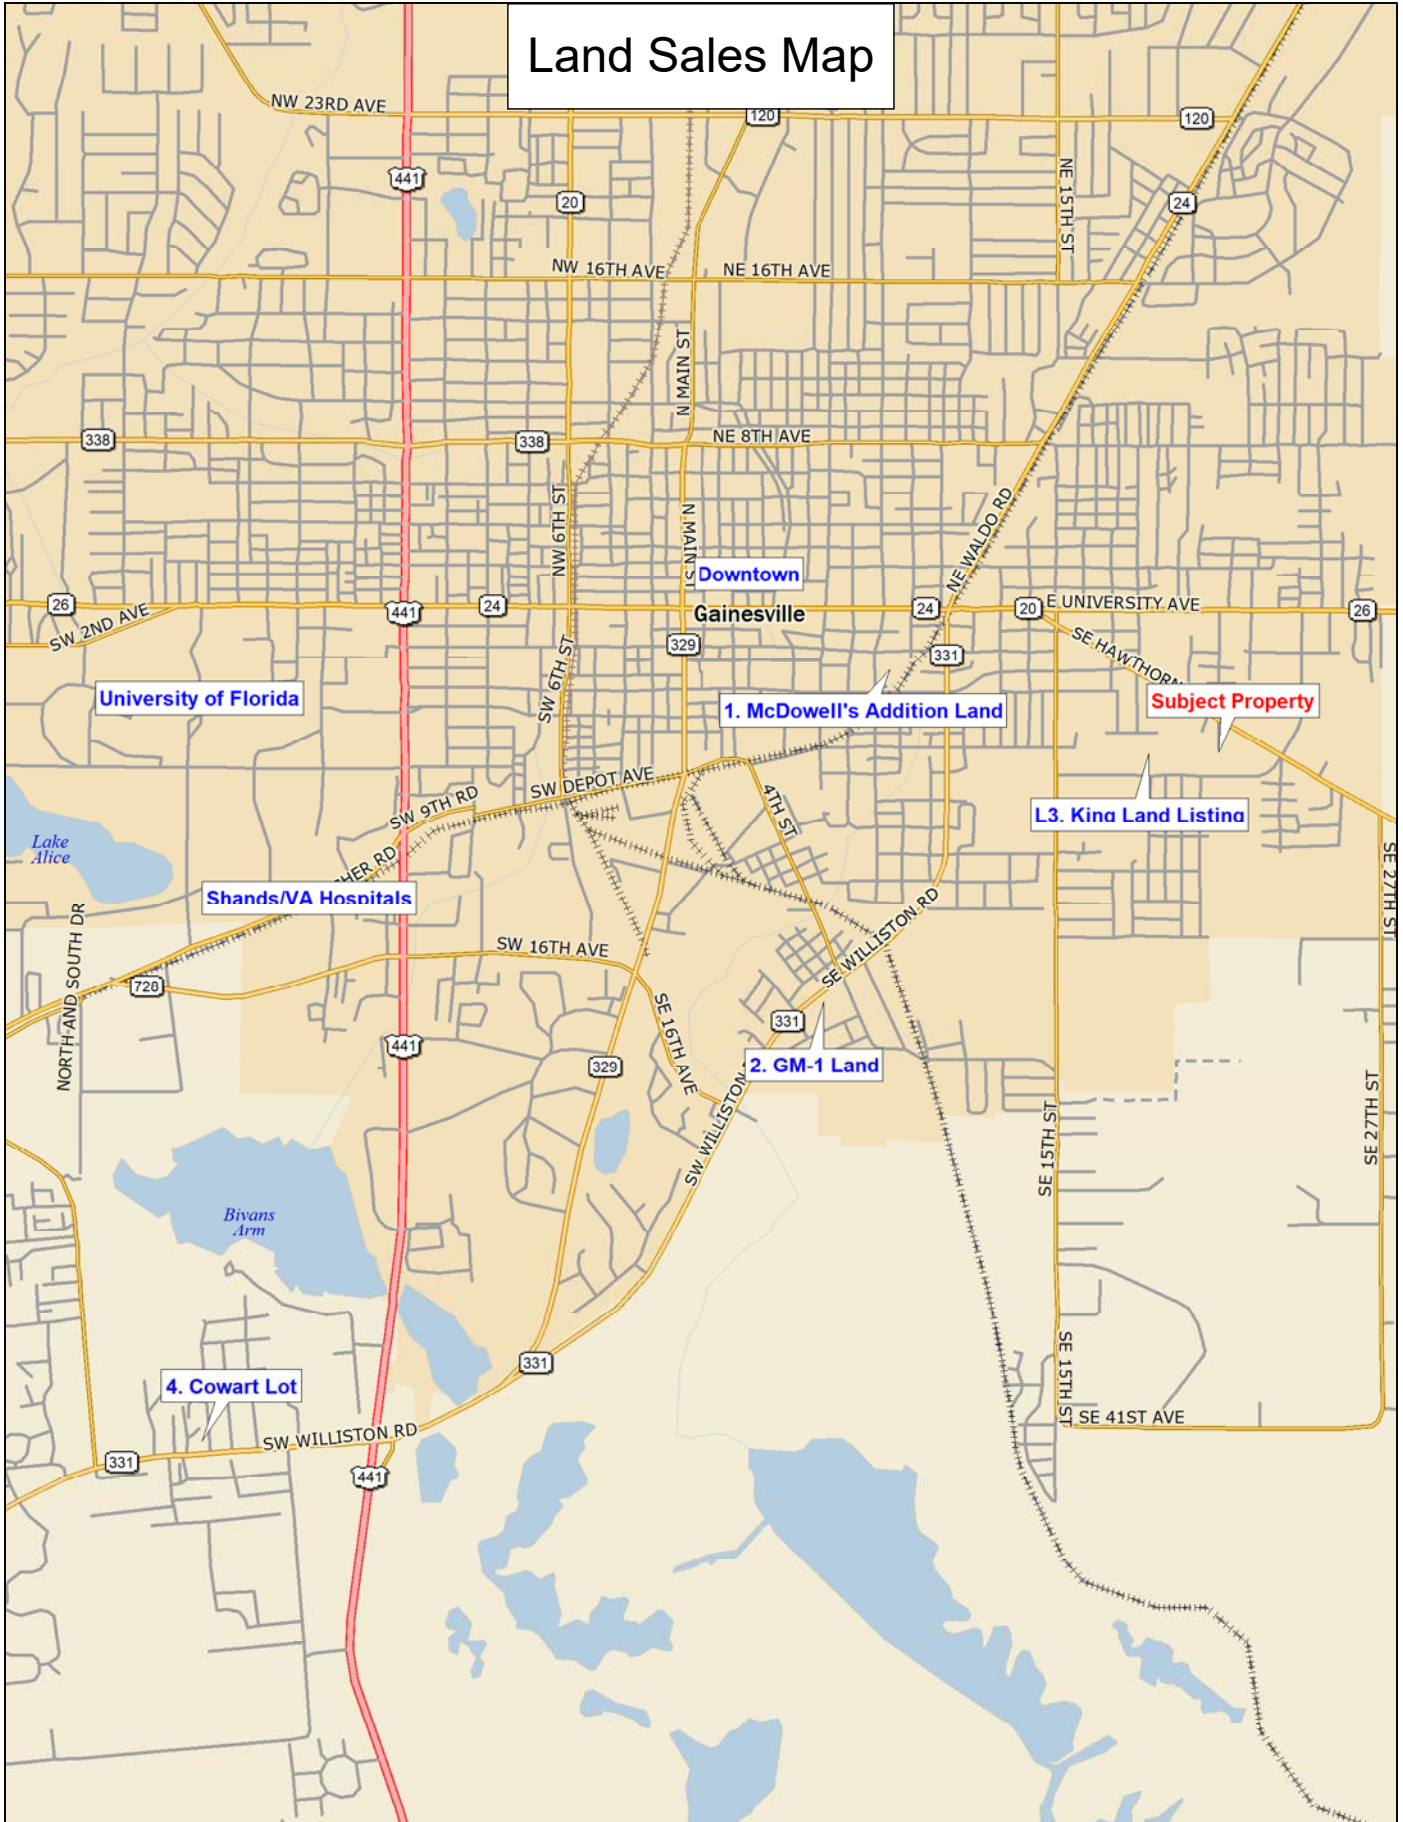 Land Sales Map
NW 23RD AVE
120
120
441
20
24
NE 15TH ST
NW 16TH AVE
NE 16TH AVE
N MAIN ST
338
338
NE 8TH AVE
NW 6TH ST
N MAIN ST
NE WALDO RD
Downtown
26
SW 2ND AVE
441
24
Gainesville
24
20
E UNIVERSITY AVE
26
329
331
SE HAWTHORN
SW 6TH ST
University of Florida
1. McDowell's Addition Land
Subject Property
SW DEPOT AVE
SW 9TH RD
4TH ST
L3. King Land Listing
Lake
Alice
HER RD
Shands/VA Hospitals
SE 27TH ST
NORTH AND SOUTH DR
SW 16TH AVE
SE WILLISTON RD
728
SE 16TH AVE
331
441
329
2. GM-1 Land
SW WILLISTON
SE 15TH ST
SE 27TH ST
Bivans
Arm
331
4. Cowart Lot
SE 15TH ST
SE 41ST AVE
SW WILLISTON RD
331
441